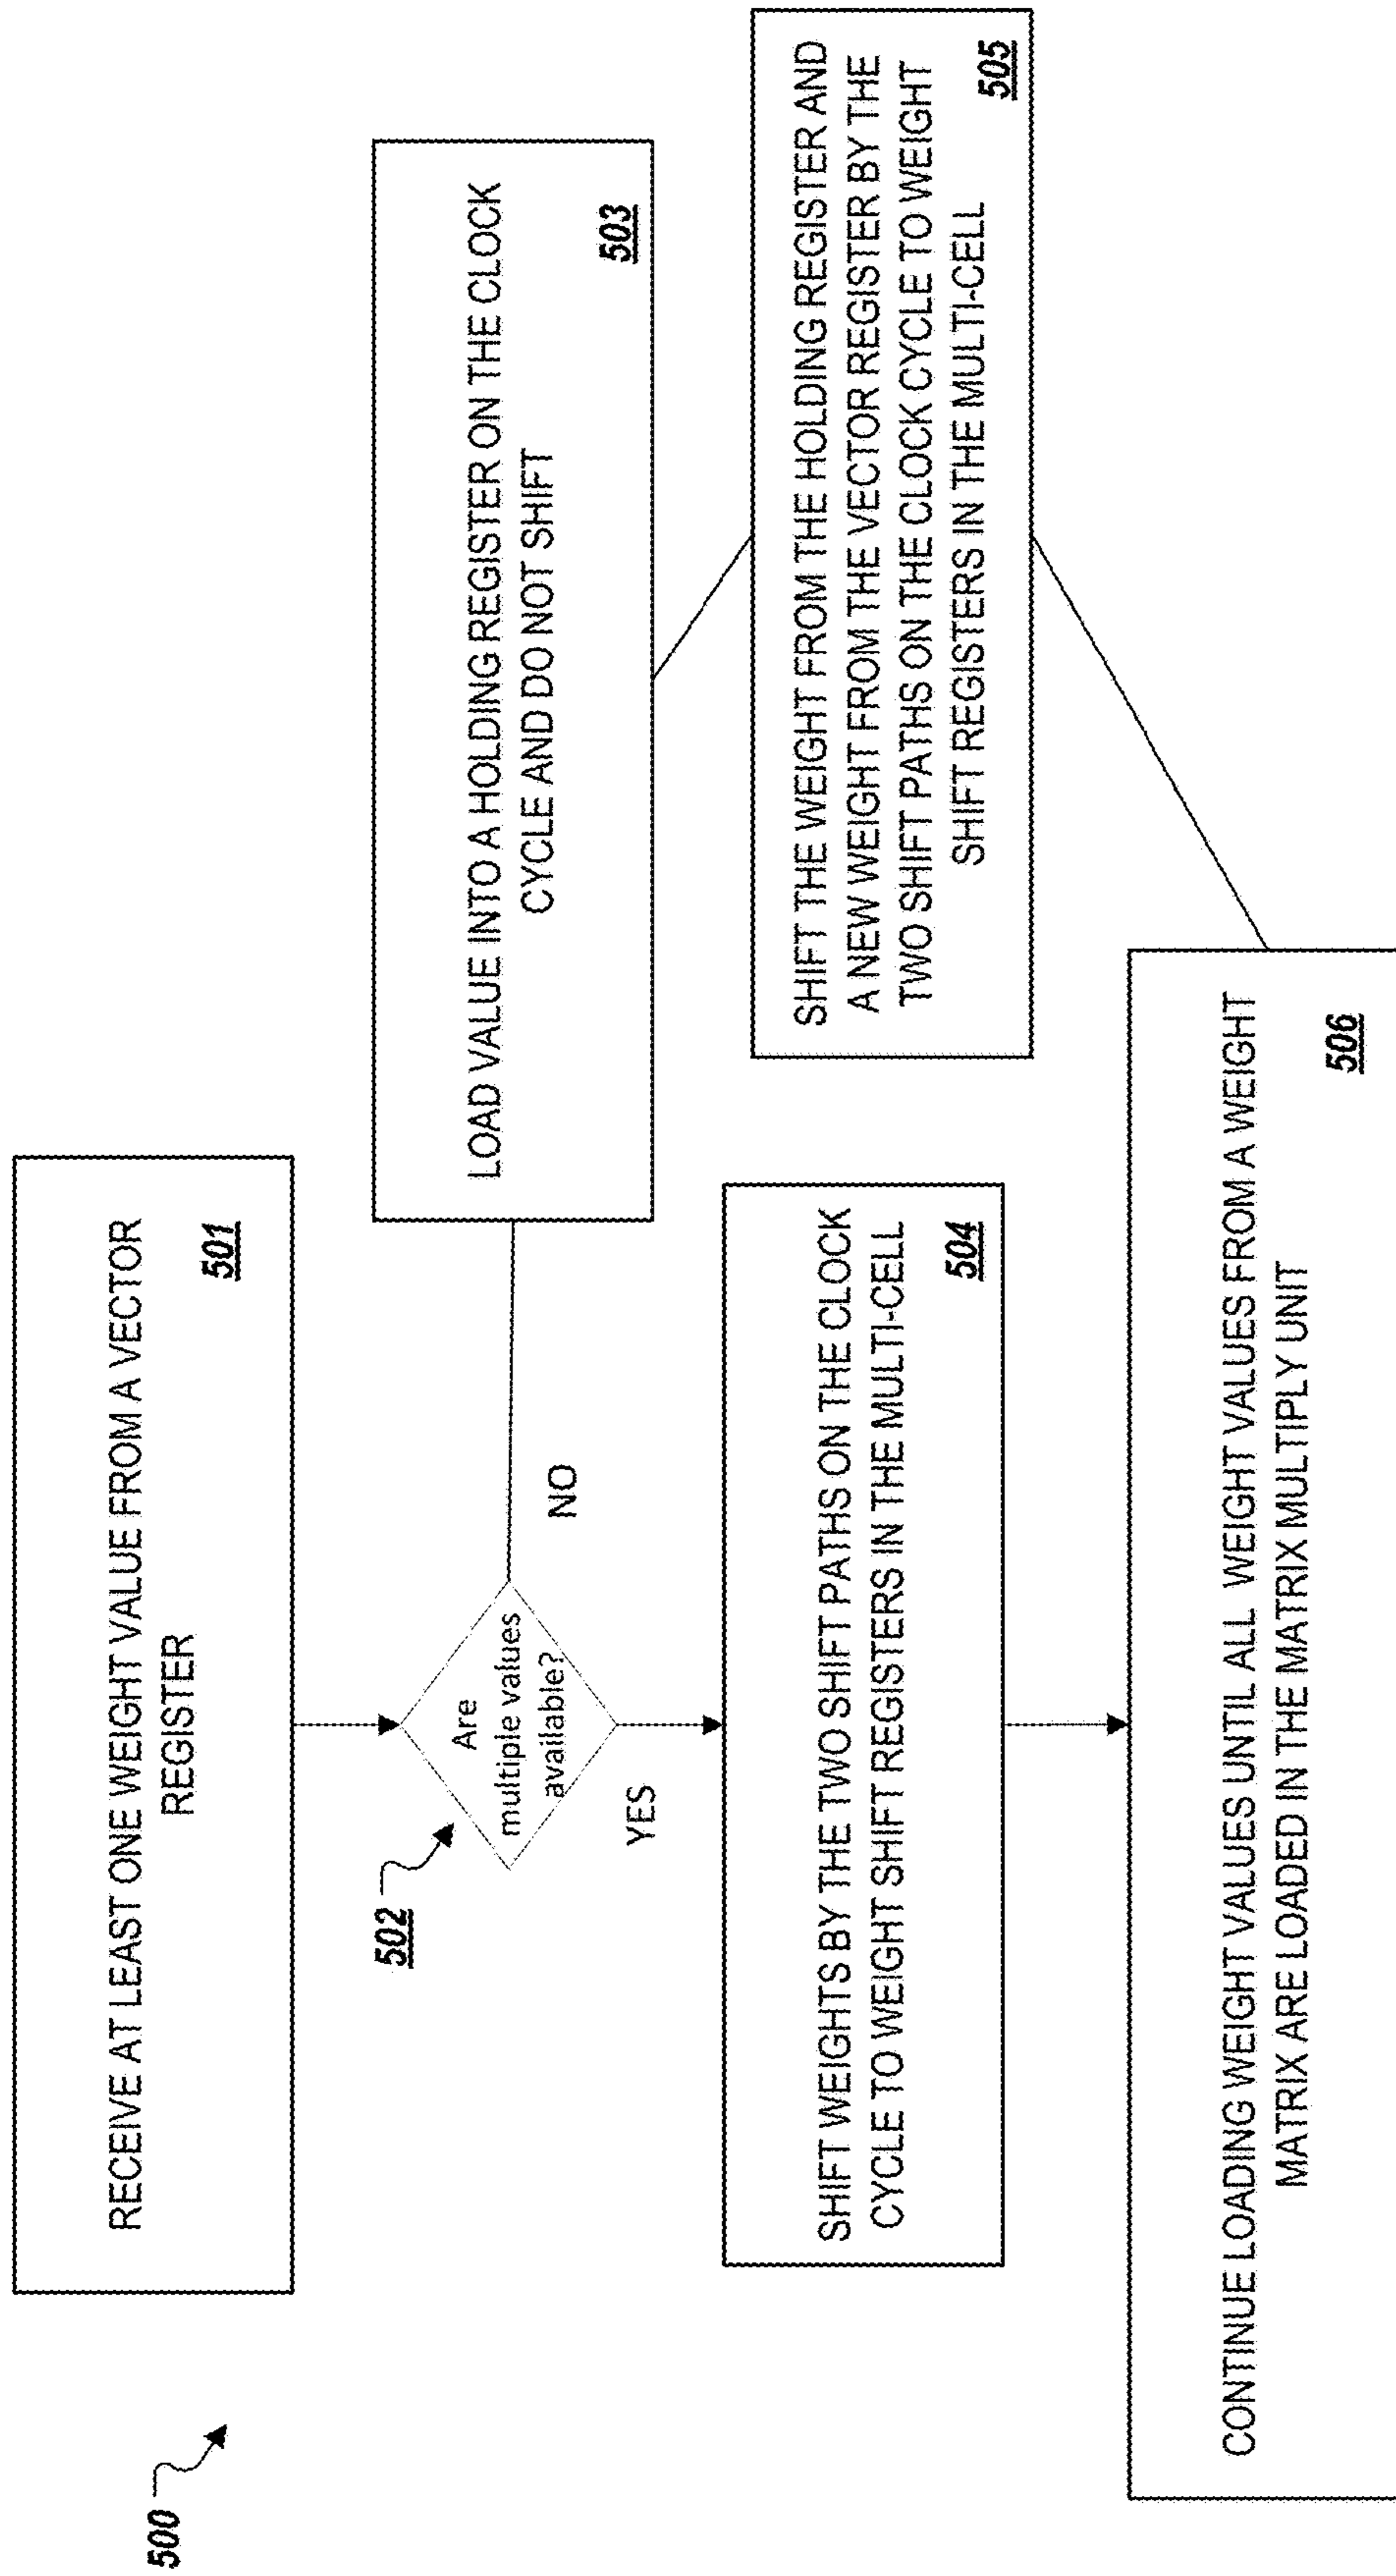 500
RECEIVE AT LEAST ONE WEIGHT VALUE FROM A VECTOR
REGISTER
501
502
Are
multiple values
available?
NO
YES
LOAD VALUE INTO A HOLDING REGISTER ON THE CLOCK
CYCLE AND DO NOT SHIFT
503
SHIFT WEIGHTS BY THE TWO SHIFT PATHS ON THE CLOCK
CYCLE TO WEIGHT SHIFT REGISTERS IN THE MULTI-CELL
504
SHIFT THE WEIGHT FROM THE HOLDING REGISTER AND
A NEW WEIGHT FROM THE VECTOR REGISTER BY THE
TWO SHIFT PATHS ON THE CLOCK CYCLE TO WEIGHT
SHIFT REGISTERS IN THE MULTI-CELL
505
CONTINUE LOADING WEIGHT VALUES UNTIL ALL WEIGHT VALUES FROM A WEIGHT
MATRIX ARE LOADED IN THE MATRIX MULTIPLY UNIT
506